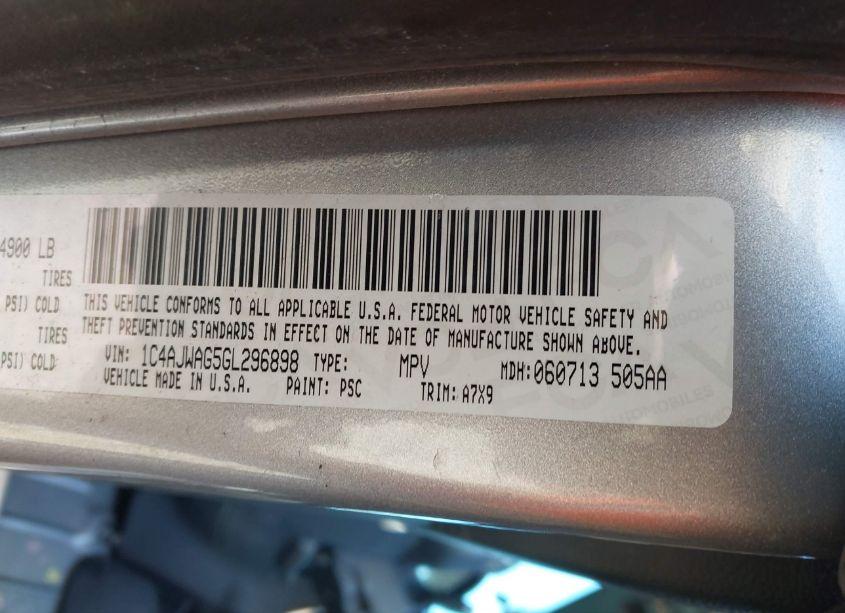 4900 LB
TIRES
PSI) COLD
TIRES
PSI) COLD
THIS VEHICLE CONFORMS TO ALL APPLICABLE U.S.A. FEDERAL MOTOR VEHICLE SAFETY AND
THEFT PREVENTION STANDARDS IN EFFECT ON THE DATE OF MANUFACTURE SHOWN ABOVE.
VIN: 1C4AJWAG5GL296898 TYPE: MPV MDH:060713 505AA
VEHICLE MADE IN U.S.A. PAINT: PSC TRIM: A7X9